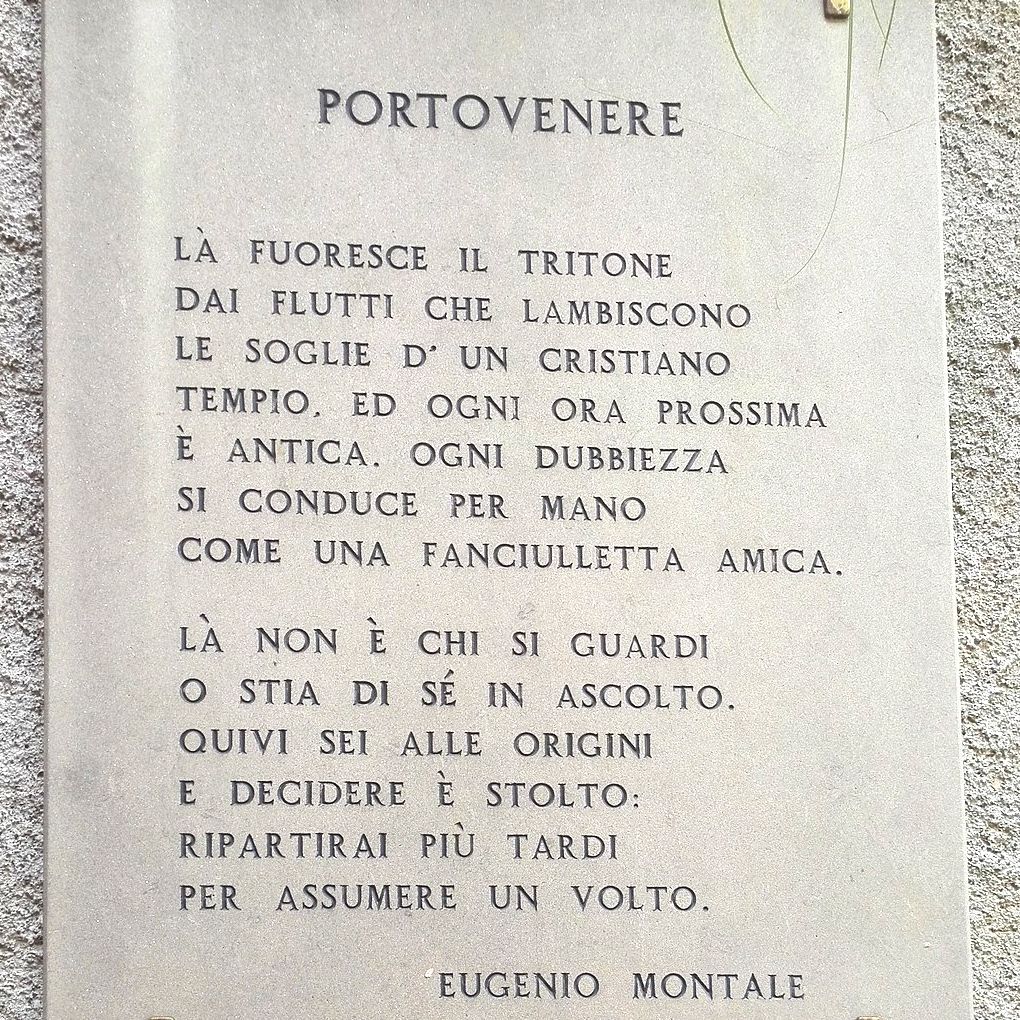 PORTOVENERE
LÀ FUORESCE IL TRITONE
DAI FLUTTI CHE LAMBISCONO
LE SOGLIE D' UN CRISTIANO
TEMPIO, ED OGNI ORA PROSSIMA
È ANTICA. OGNI DUBBIEZZA
SI CONDUCE PER MANO
COME UNA FANCIULLETTA AMICA.
LÀ NON È CHI SI GUARDI
O STIA DI SÉ IN ASCOLTO.
QUIVI SEI ALLE ORIGINI
E DECIDERE È STOLTO:
RIPARTIRAI PIÙ TARDI
PER ASSUMERE UN VOLTO.
EUGENIO MONTALE